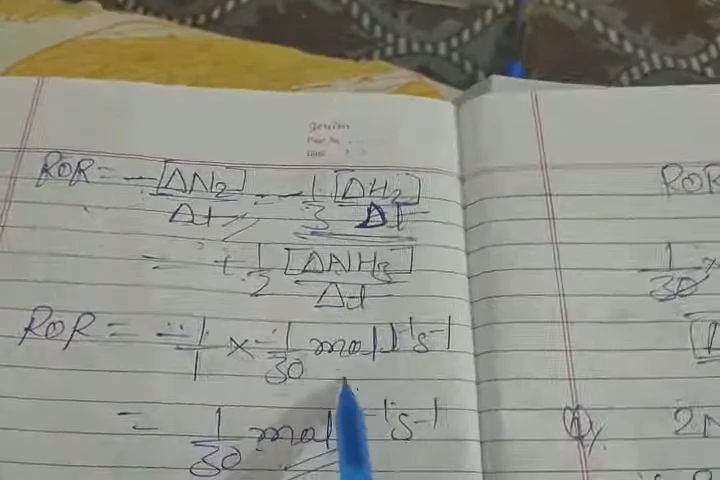 ROR = - [ΔN2]/Δt = - 1/3 [ΔH2]/Δt
= + 1/2 [ΔNH3]/Δt
ROR = - 1/1 × - 1/30 mol L-1 s-1
= 1/30 mol -1 s-1
ROR
1/30 ×
2N